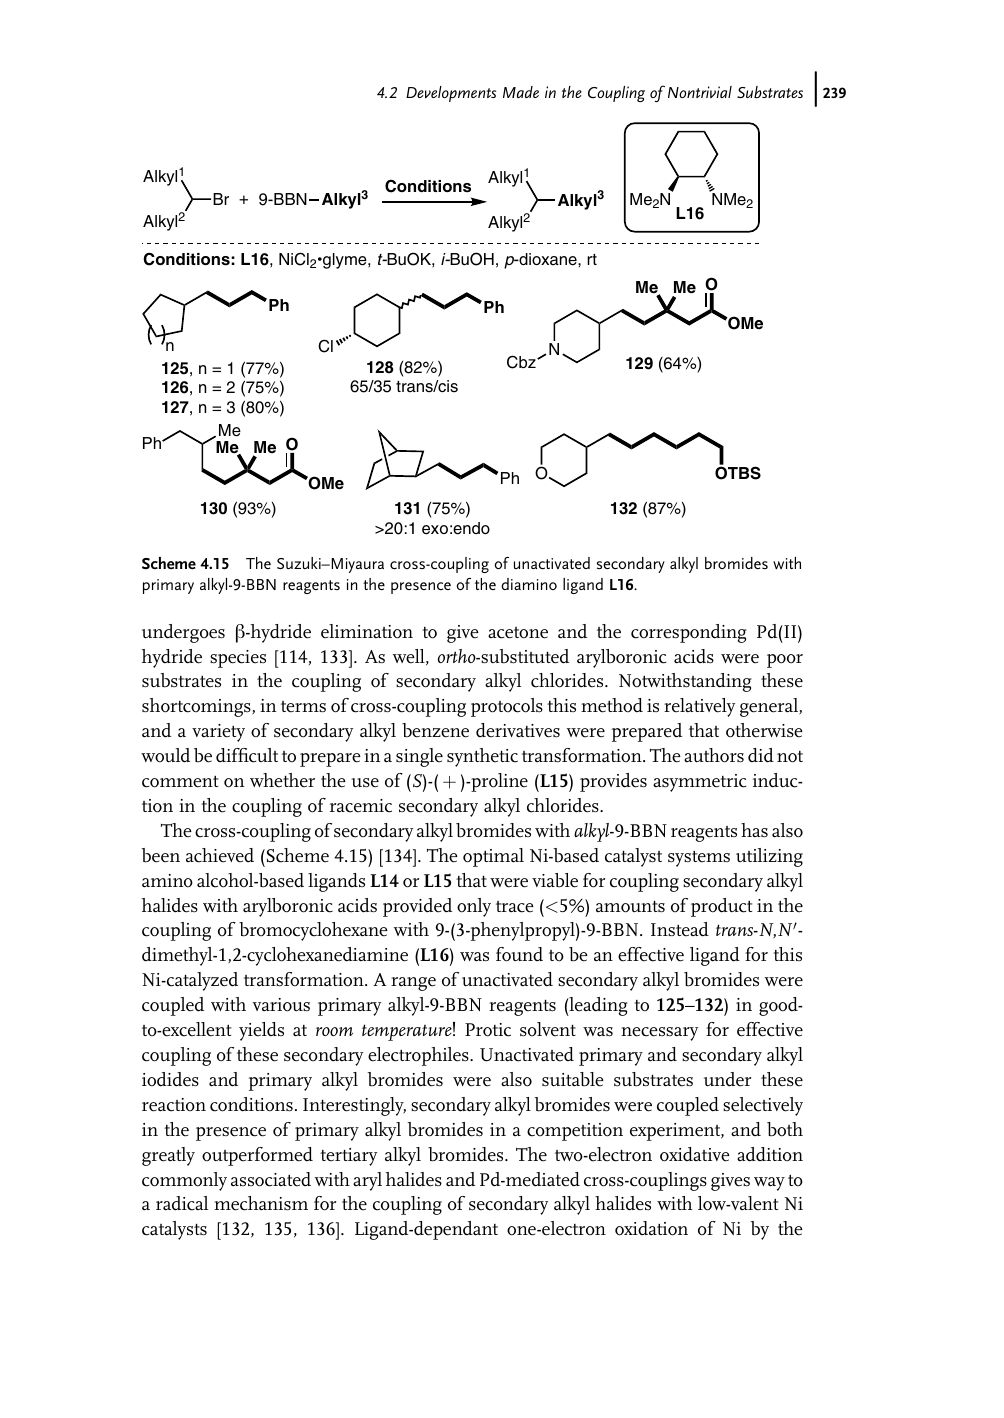 4.2 Developments Made in the Coupling of Nontrivial Substrates 239
Alkyl1 Alkyl2 Br + 9-BBN–Alkyl3 Conditions Alkyl1 Alkyl2 Alkyl3
Me2N NMe2
L16
Conditions: L16, NiCl2•glyme, t-BuOK, i-BuOH, p-dioxane, rt
Ph
( )n
125, n = 1 (77%)
126, n = 2 (75%)
127, n = 3 (80%)
Ph
Cl
128 (82%)
65/35 trans/cis
Me Me O
OMe
N
Cbz
129 (64%)
Ph Me
Me Me O
OMe
130 (93%)
Ph
131 (75%)
>20:1 exo:endo
O
OTBS
132 (87%)
Scheme 4.15 The Suzuki–Miyaura cross-coupling of unactivated secondary alkyl bromides with
primary alkyl-9-BBN reagents in the presence of the diamino ligand L16.
undergoes β-hydride elimination to give acetone and the corresponding Pd(II)
hydride species [114, 133]. As well, ortho-substituted arylboronic acids were poor
substrates in the coupling of secondary alkyl chlorides. Notwithstanding these
shortcomings, in terms of cross-coupling protocols this method is relatively general,
and a variety of secondary alkyl benzene derivatives were prepared that otherwise
would be difficult to prepare in a single synthetic transformation. The authors did not
comment on whether the use of (S)-(+)-proline (L15) provides asymmetric induc-
tion in the coupling of racemic secondary alkyl chlorides.
The cross-coupling of secondary alkyl bromides with alkyl-9-BBN reagents has also
been achieved (Scheme 4.15) [134]. The optimal Ni-based catalyst systems utilizing
amino alcohol-based ligands L14 or L15 that were viable for coupling secondary alkyl
halides with arylboronic acids provided only trace (<5%) amounts of product in the
coupling of bromocyclohexane with 9-(3-phenylpropyl)-9-BBN. Instead trans-N,N′-
dimethyl-1,2-cyclohexanediamine (L16) was found to be an effective ligand for this
Ni-catalyzed transformation. A range of unactivated secondary alkyl bromides were
coupled with various primary alkyl-9-BBN reagents (leading to 125–132) in good-
to-excellent yields at room temperature! Protic solvent was necessary for effective
coupling of these secondary electrophiles. Unactivated primary and secondary alkyl
iodides and primary alkyl bromides were also suitable substrates under these
reaction conditions. Interestingly, secondary alkyl bromides were coupled selectively
in the presence of primary alkyl bromides in a competition experiment, and both
greatly outperformed tertiary alkyl bromides. The two-electron oxidative addition
commonly associated with aryl halides and Pd-mediated cross-couplings gives way to
a radical mechanism for the coupling of secondary alkyl halides with low-valent Ni
catalysts [132, 135, 136]. Ligand-dependant one-electron oxidation of Ni by the